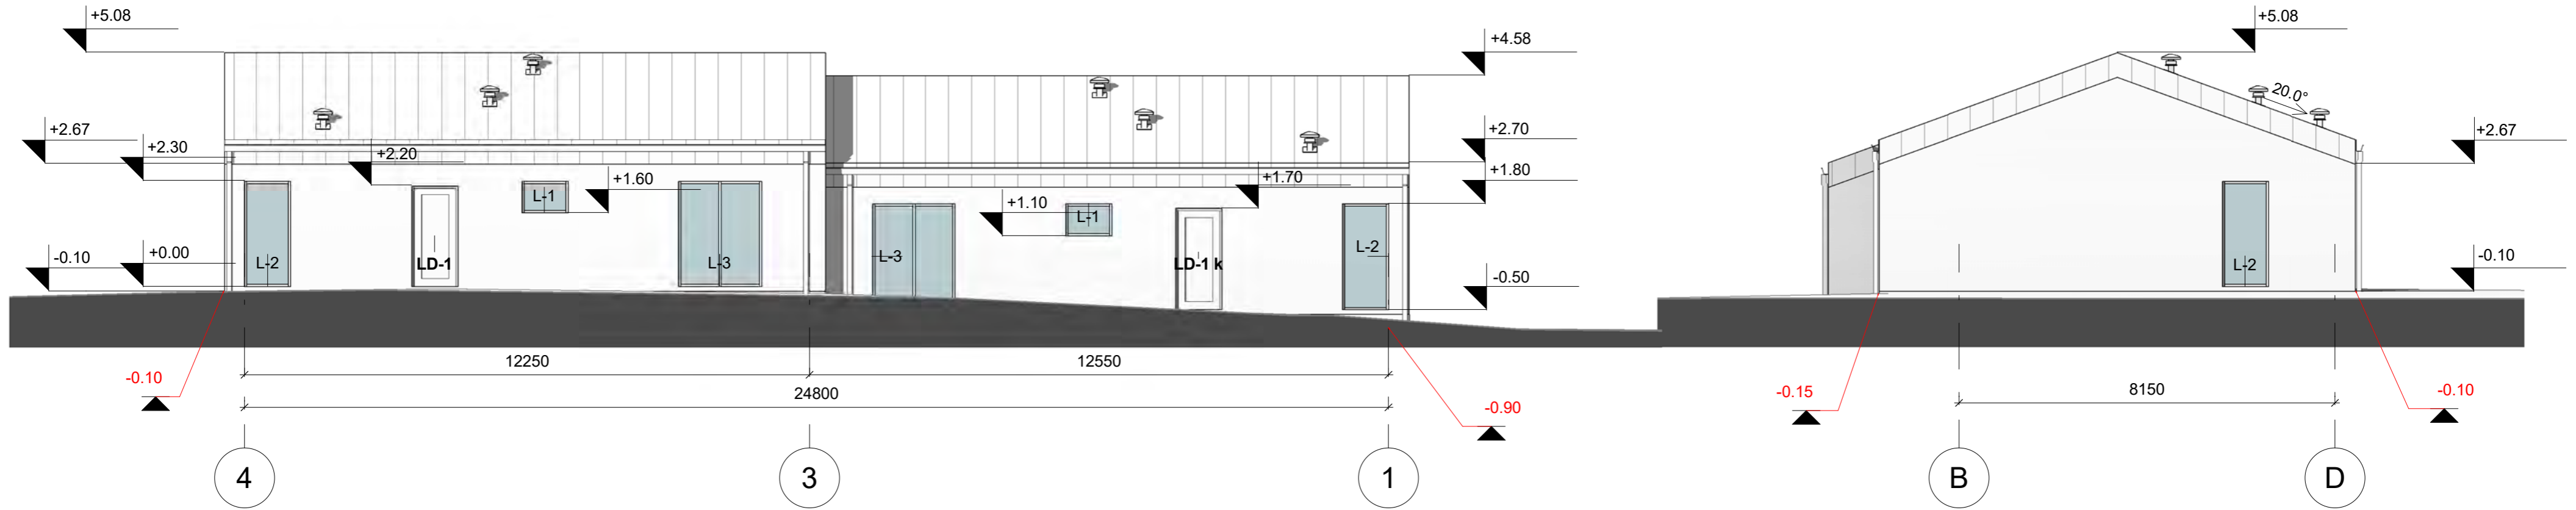 +5.08
+2.67
+2.30
+2.20
L-1
+1.60
-0.10
+0.00
L-2
LD-1
L-3
+4.58
+2.70
+1.80
+1.70
+1.10
L-1
L-3
LD-1 k
L-2
-0.50
12250
12550
24800
-0.10
-0.90
4
3
1
+5.08
20.0°
+2.67
-0.10
L-2
-0.15
8150
-0.10
B
D